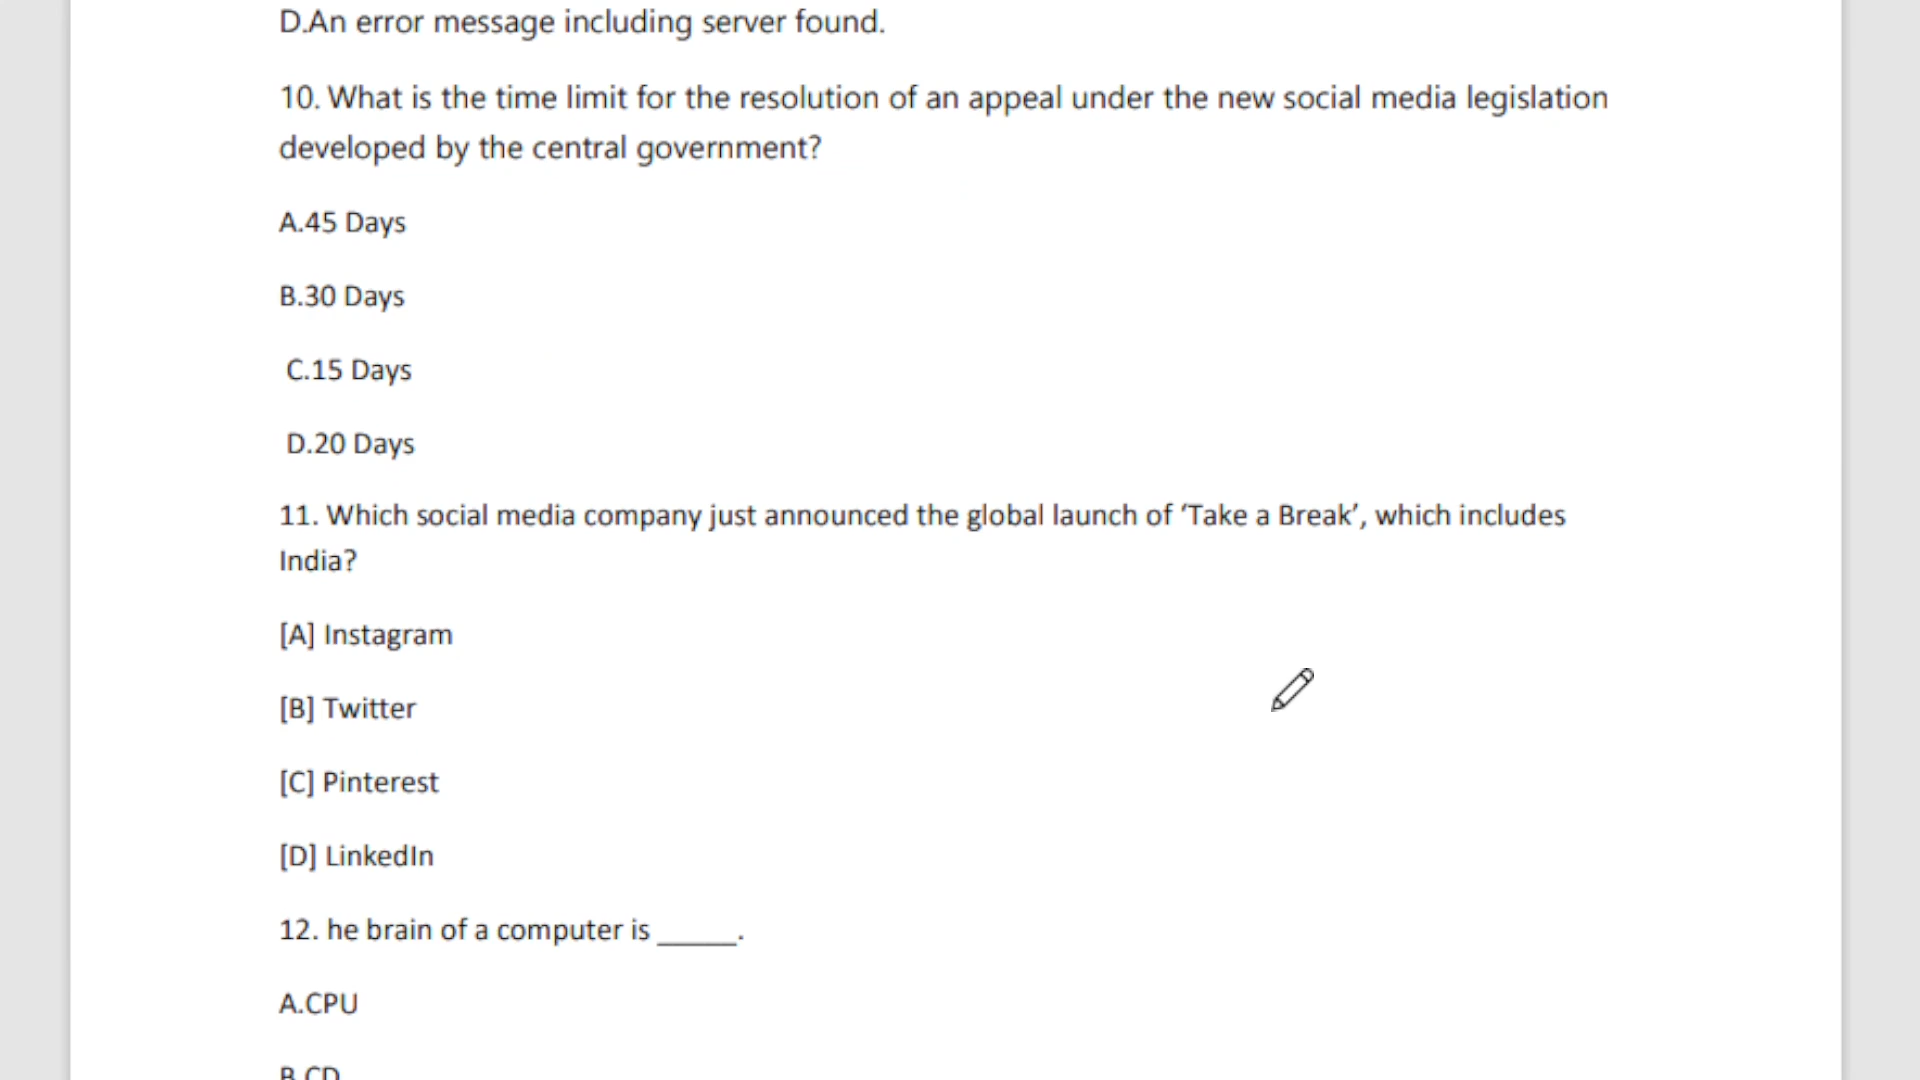 D.An error message including server found.
10. What is the time limit for the resolution of an appeal under the new social media legislation
developed by the central government?
A.45 Days
B.30 Days
C.15 Days
D.20 Days
11. Which social media company just announced the global launch of ‘Take a Break’, which includes
India?
[A] Instagram
[B] Twitter
[C] Pinterest
[D] LinkedIn
12. he brain of a computer is _____.
A.CPU
B.CD